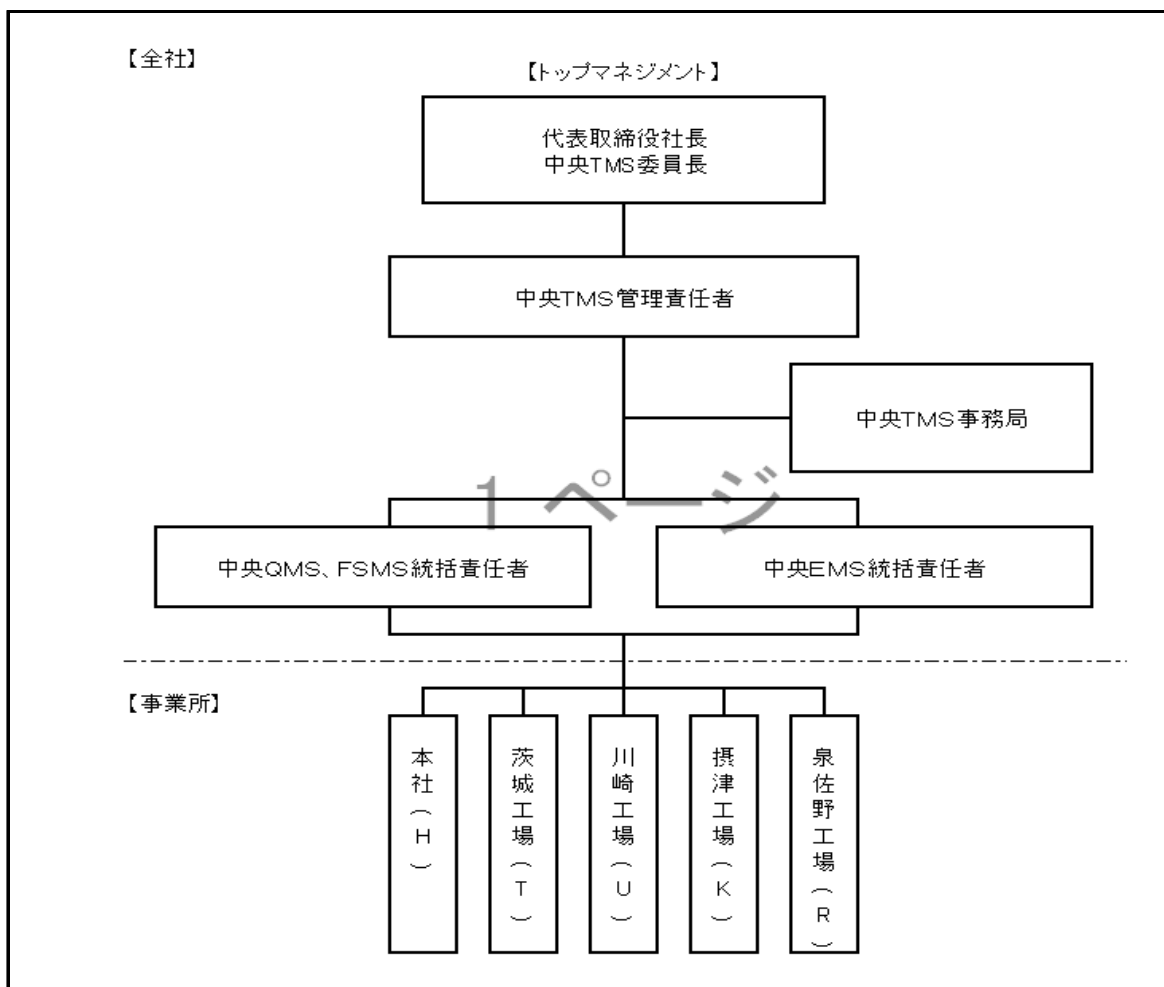 【全社】
【トップマネジメント】
代表取締役社長
中央TMS委員長
中央TMS管理責任者
中央TMS事務局
1 ページ
中央QMS、FSMS統括責任者
中央EMS統括責任者
【事業所】
本社(H)
茨城工場(T)
川崎工場(U)
摂津工場(K)
泉佐野工場(R)